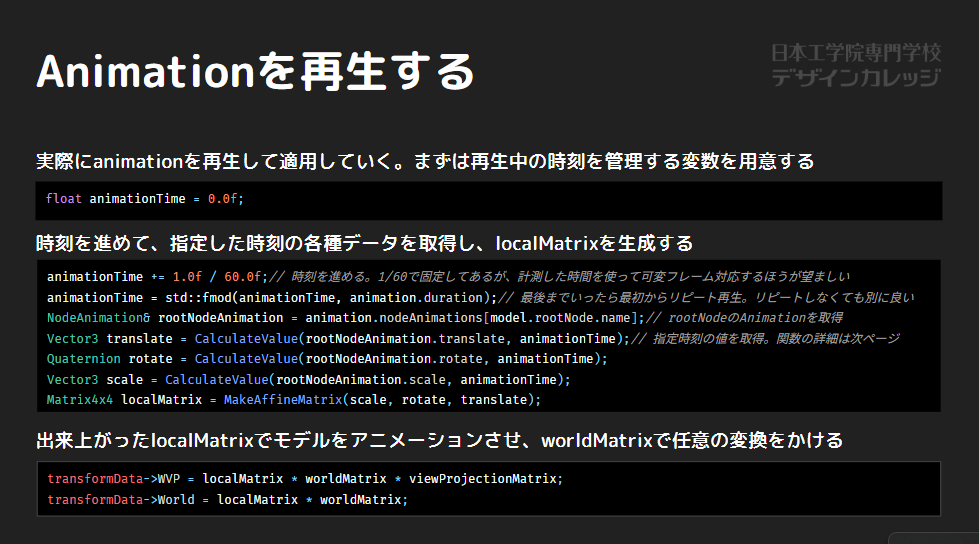 Animationを再生する
日本工学院専門学校
デザインカレッジ
実際にanimationを再生して適用していく。まずは再生中の時刻を管理する変数を用意する
float animationTime = 0.0f;
時刻を進めて、指定した時刻の各種データを取得し、localMatrixを生成する
animationTime += 1.0f / 60.0f;// 時刻を進める。1/60で固定してあるが、計測した時間を使って可変フレーム対応するほうが望ましい
animationTime = std::fmod(animationTime, animation.duration);// 最後までいったら最初からリピート再生。リピートしなくても別に良い
NodeAnimation& rootNodeAnimation = animation.nodeAnimations[model.rootNode.name];// rootNodeのAnimationを取得
Vector3 translate = CalculateValue(rootNodeAnimation.translate, animationTime);// 指定時刻の値を取得。関数の詳細は次ページ
Quaternion rotate = CalculateValue(rootNodeAnimation.rotate, animationTime);
Vector3 scale = CalculateValue(rootNodeAnimation.scale, animationTime);
Matrix4x4 localMatrix = MakeAffineMatrix(scale, rotate, translate);
出来上がったlocalMatrixでモデルをアニメーションさせ、worldMatrixで任意の変換をかける
transformData->WVP = localMatrix * worldMatrix * viewProjectionMatrix;
transformData->World = localMatrix * worldMatrix;